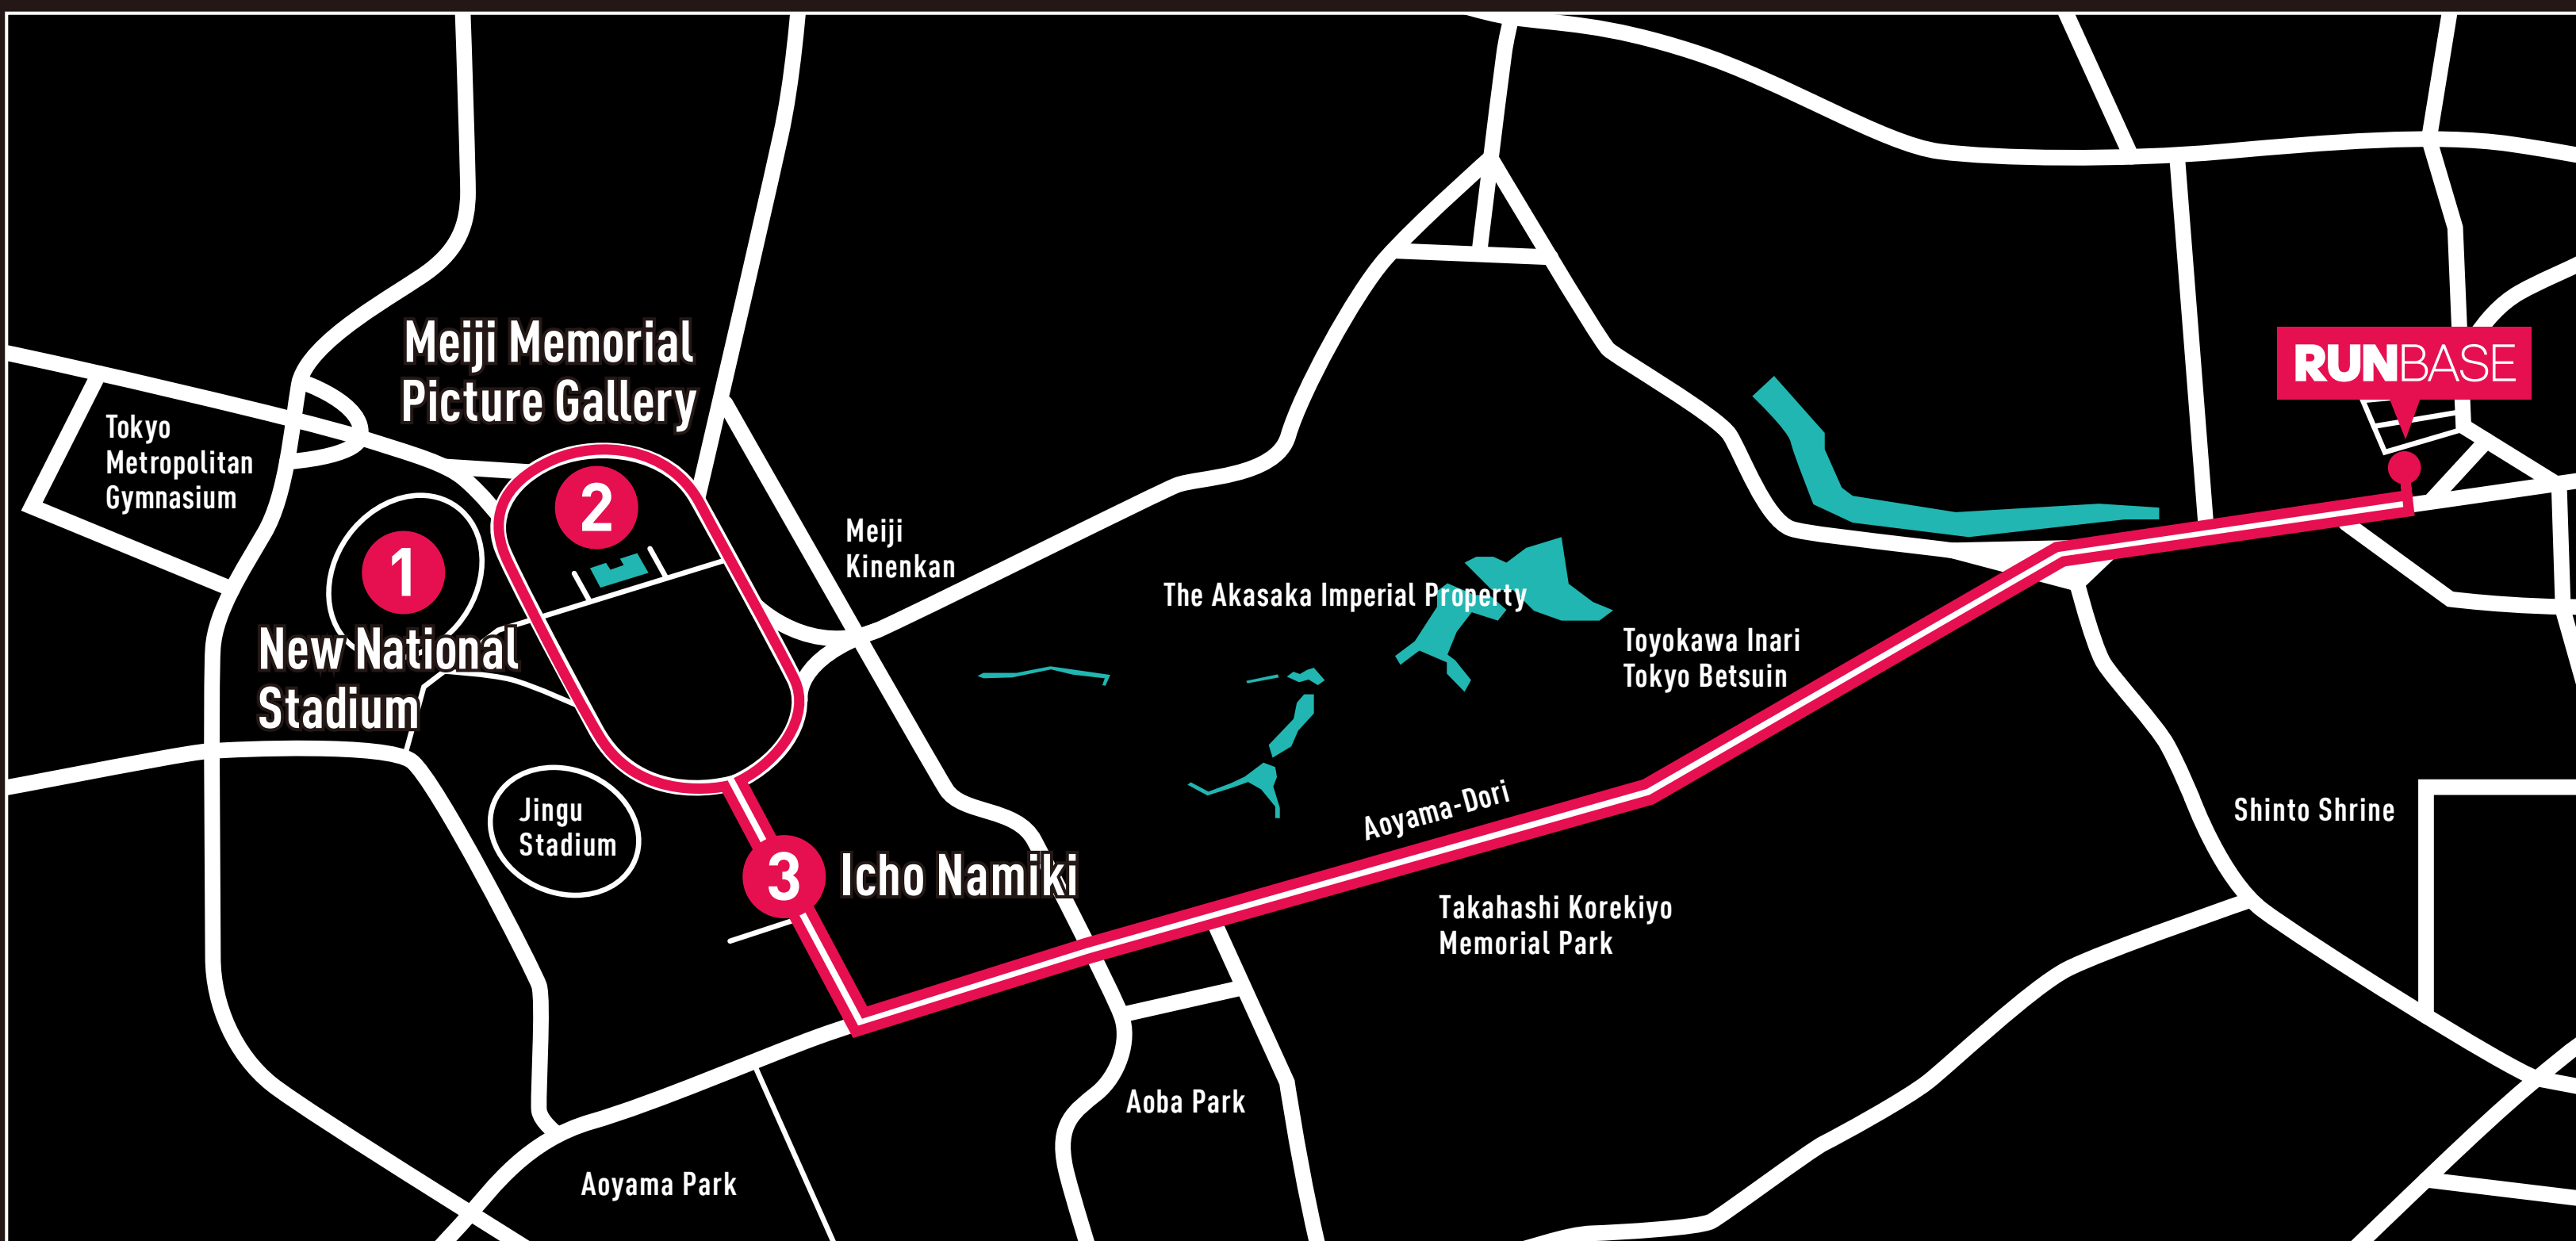 Meiji Memorial
Picture Gallery
RUNBASE
Tokyo
Metropolitan
Gymnasium
2
1
Meiji
Kinenkan
The Akasaka Imperial Property
New National
Stadium
Toyokawa Inari
Tokyo Betsuin
Jingu
Stadium
Aoyama-Dori
Shinto Shrine
3
Icho Namiki
Takahashi Korekiyo
Memorial Park
Aoba Park
Aoyama Park